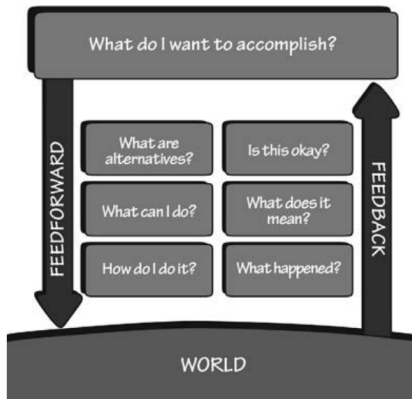 What do I want to accomplish?
FEEDFORWARD
What are
alternatives?
What can I do?
How do I do it?
Is this okay?
What does it
mean?
What happened?
FEEDBACK
WORLD